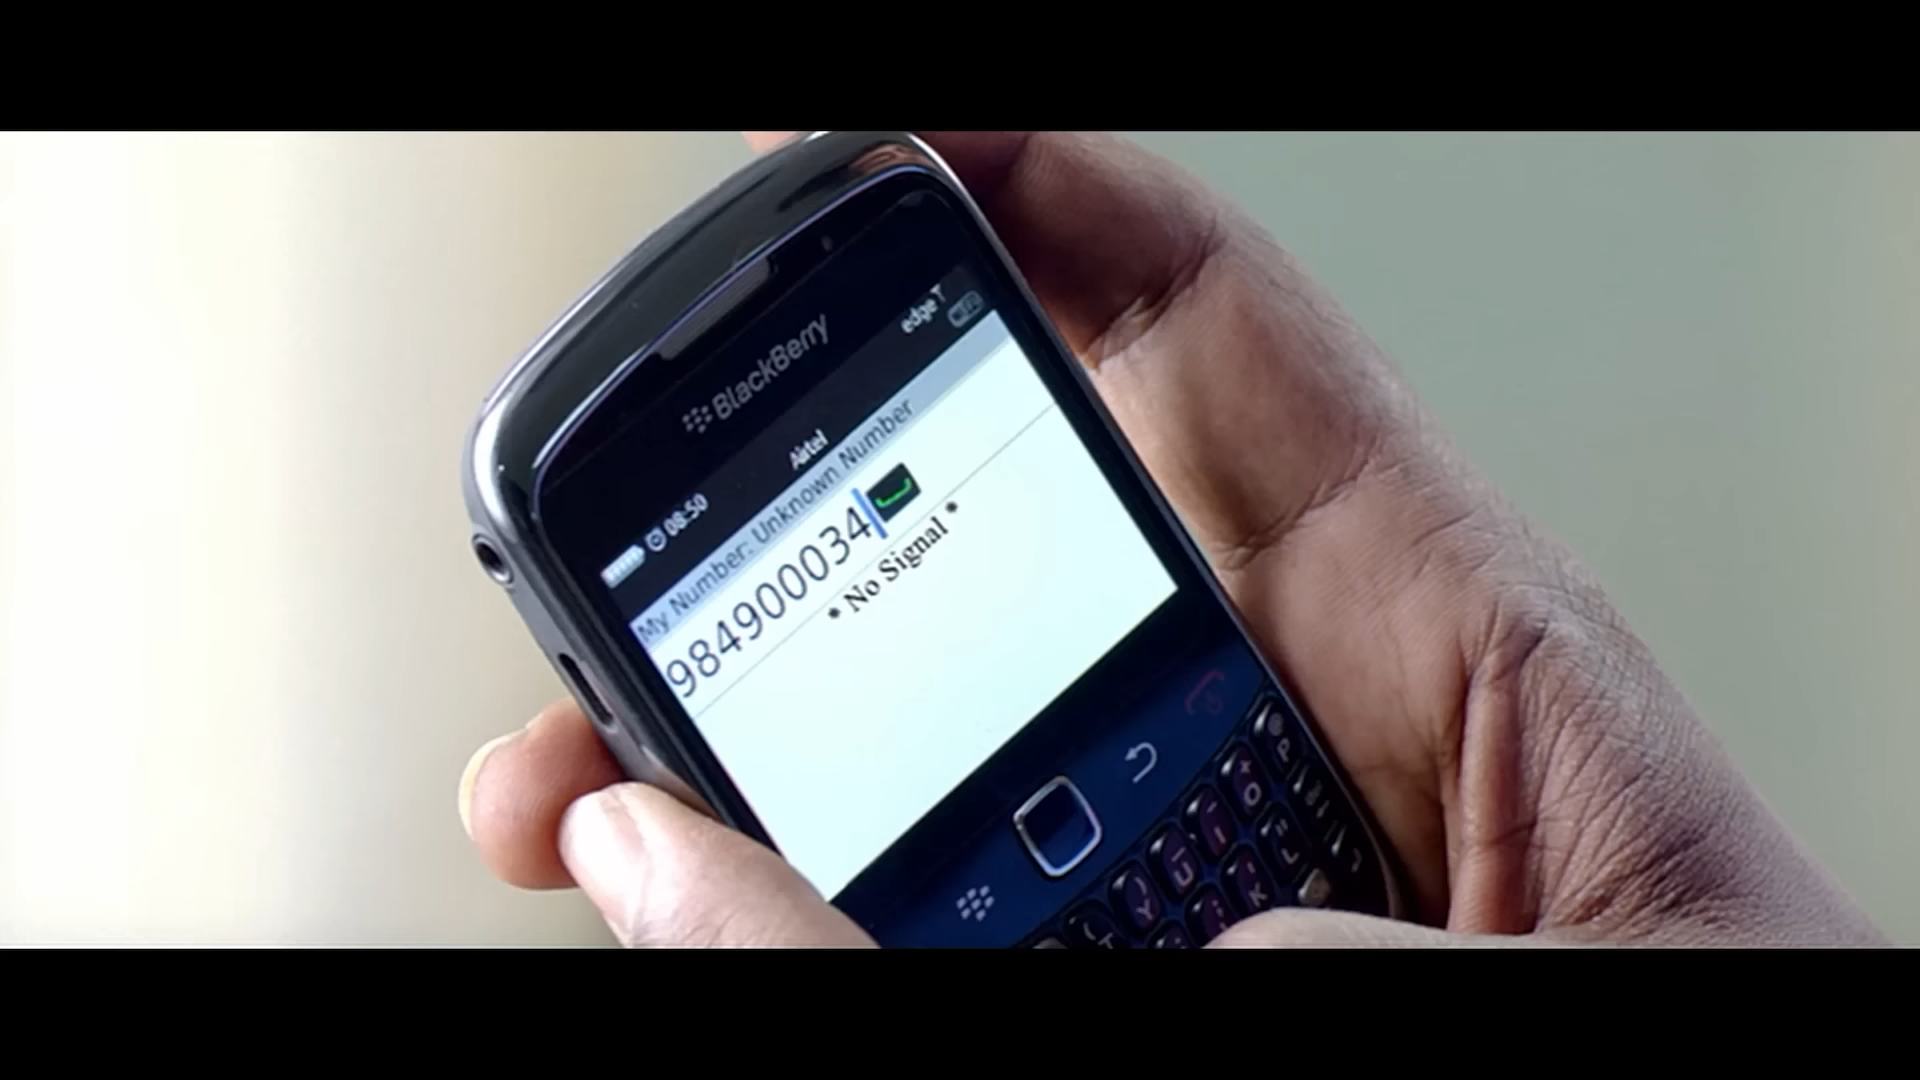 BlackBerry
edge
Airtel
08:50
My Number: Unknown Number
984900034
* No Signal *
P
O
I
U
Y
L
K